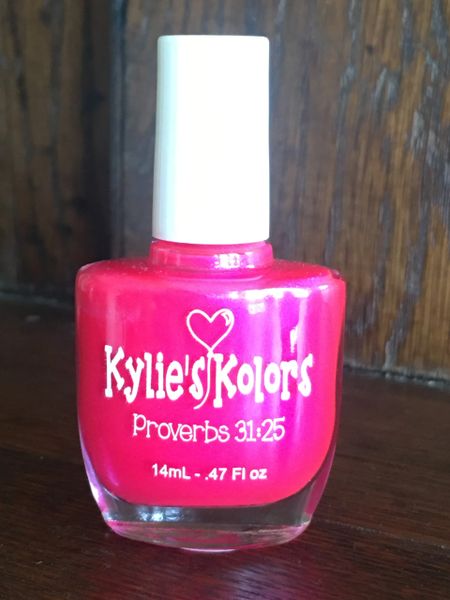 Kylie's Kolors
Proverbs 31:25
14mL - .47 Fl oz